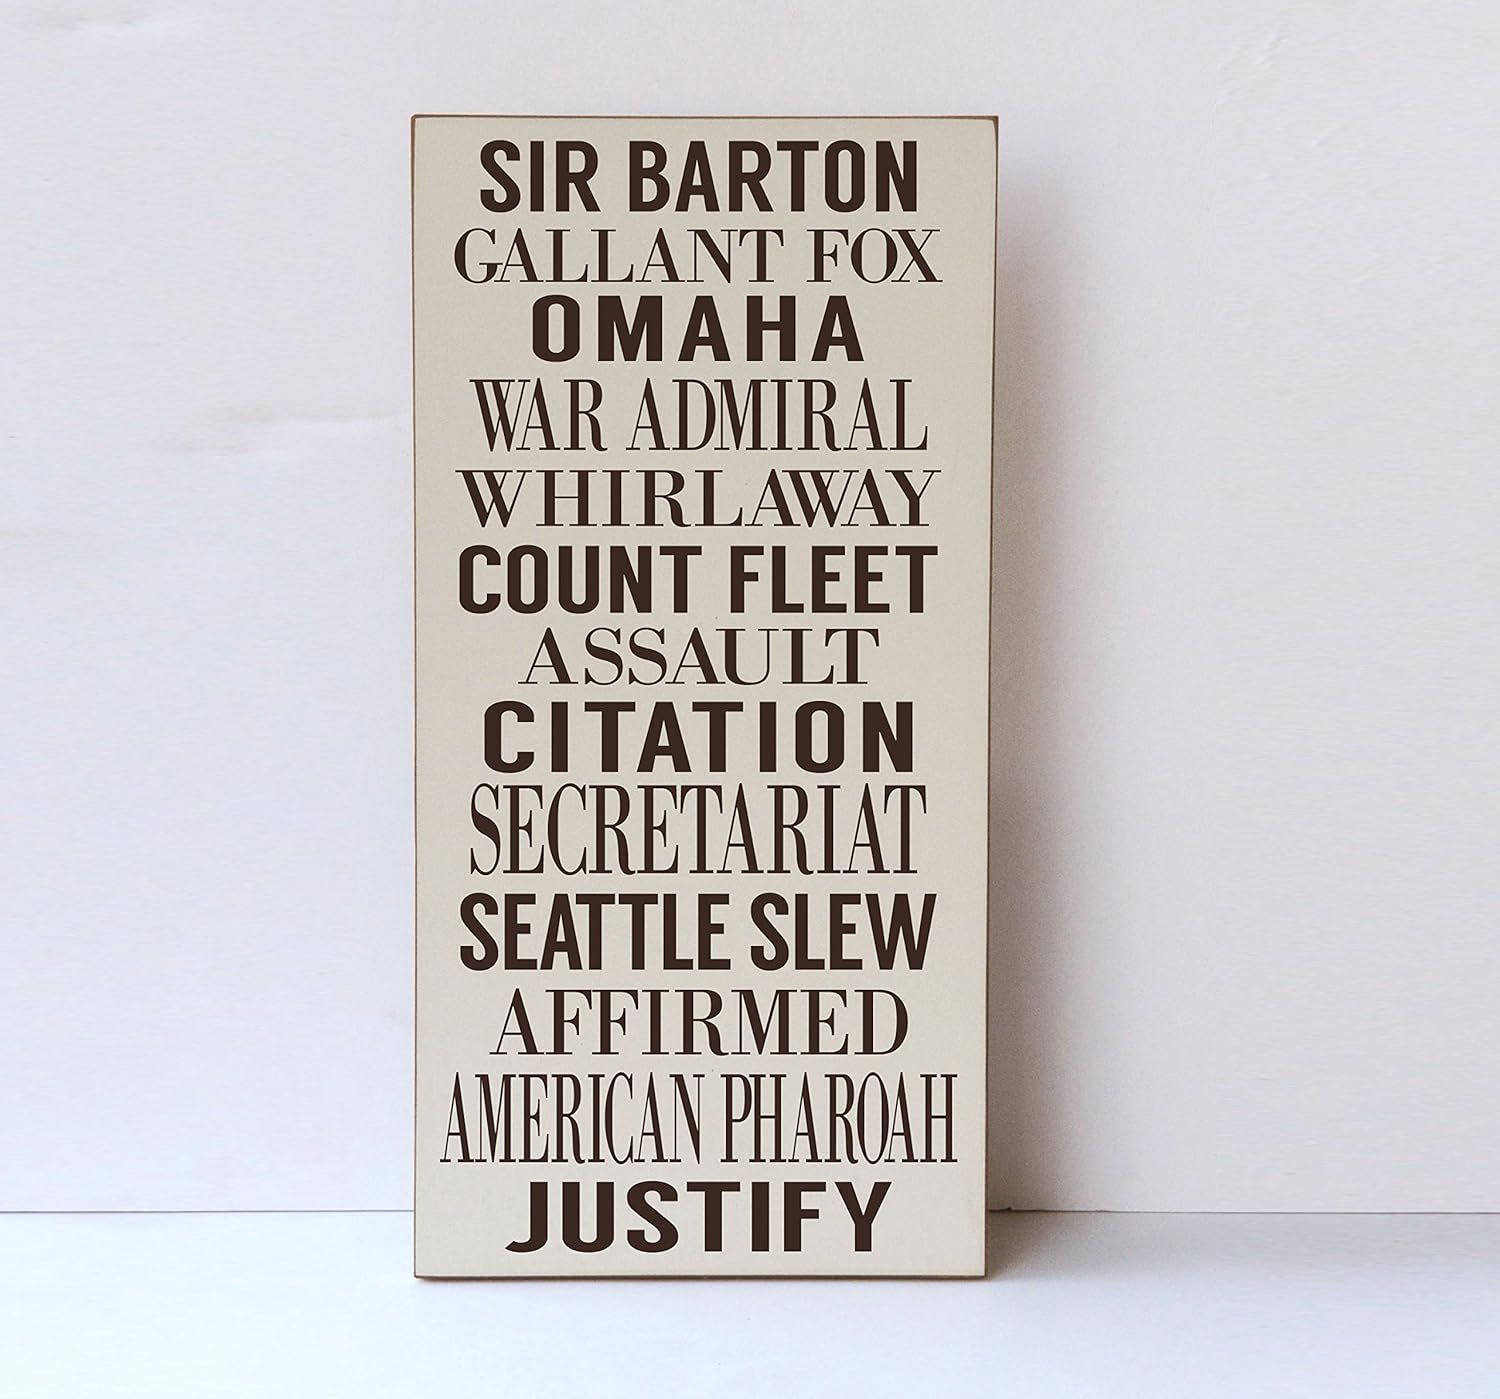 SIR BARTON
GALLANT FOX
OMAHA
WAR ADMIRAL
WHIRLAWAY
COUNT FLEET
ASSAULT
CITATION
SECRETARIAT
SEATTLE SLEW
AFFIRMED
AMERICAN PHAROAH
JUSTIFY